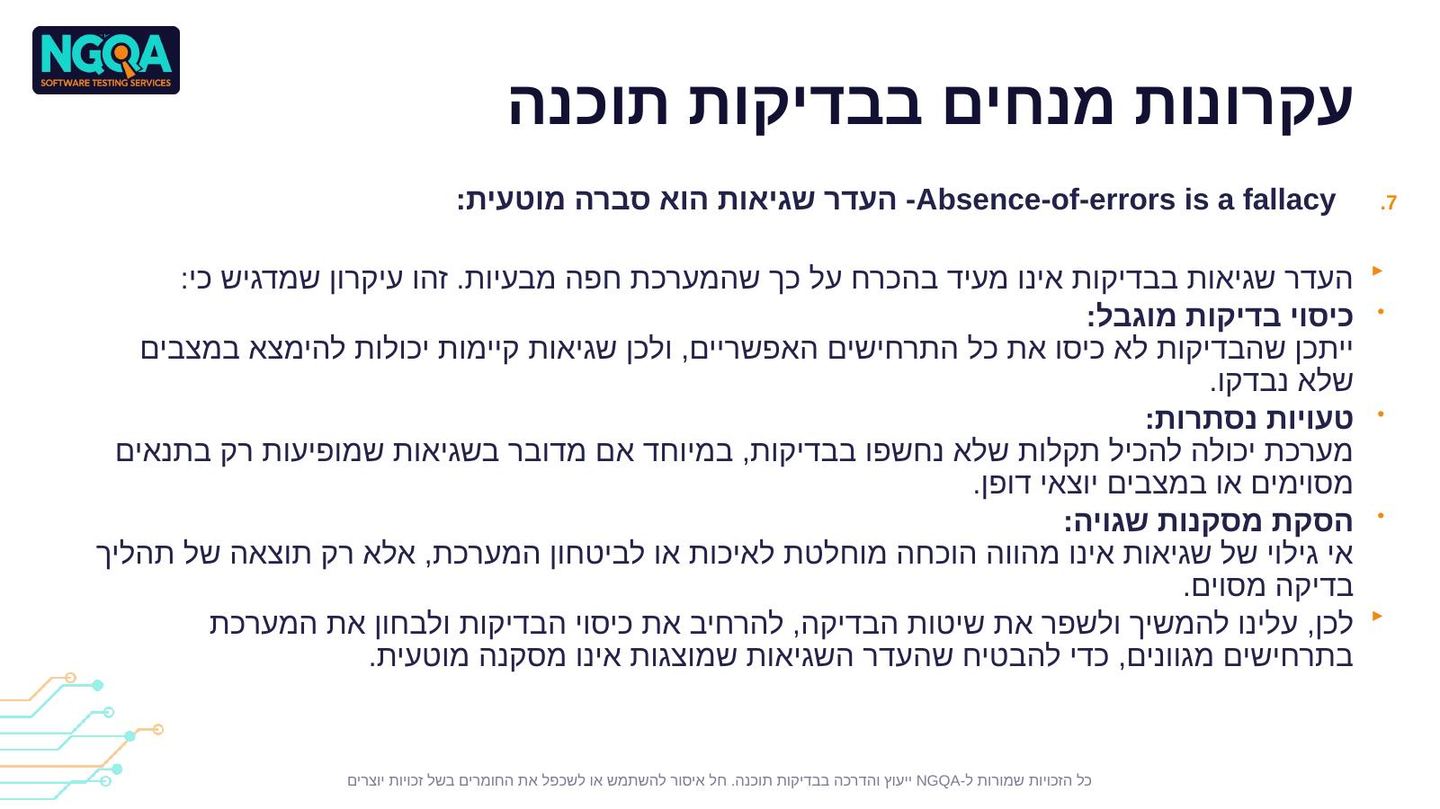 NGQA
SOFTWARE TESTING SERVICES
עקרונות מנחים בבדיקות תוכנה
7. Absence-of-errors is a fallacy- העדר שגיאות הוא סברה מוטעית:
העדר שגיאות בבדיקות אינו מעיד בהכרח על כך שהמערכת חפה מבעיות. זהו עיקרון שמדגיש כי:
כיסוי בדיקות מוגבל:
ייתכן שהבדיקות לא כיסו את כל התרחישים האפשריים, ולכן שגיאות קיימות יכולות להימצא במצבים
שלא נבדקו.
טעויות נסתרות:
מערכת יכולה להכיל תקלות שלא נחשפו בבדיקות, במיוחד אם מדובר בשגיאות שמופיעות רק בתנאים
מסוימים או במצבים יוצאי דופן.
הסקת מסקנות שגויה:
אי גילוי של שגיאות אינו מהווה הוכחה מוחלטת לאיכות או לביטחון המערכת, אלא רק תוצאה של תהליך
בדיקה מסוים.
לכן, עלינו להמשיך ולשפר את שיטות הבדיקה, להרחיב את כיסוי הבדיקות ולבחון את המערכת
בתרחישים מגוונים, כדי להבטיח שהעדר השגיאות שמוצגות אינו מסקנה מוטעית.
כל הזכויות שמורות ל-NGQA ייעוץ והדרכה בבדיקות תוכנה. חל איסור להשתמש או לשכפל את החומרים בשל זכויות יוצרים